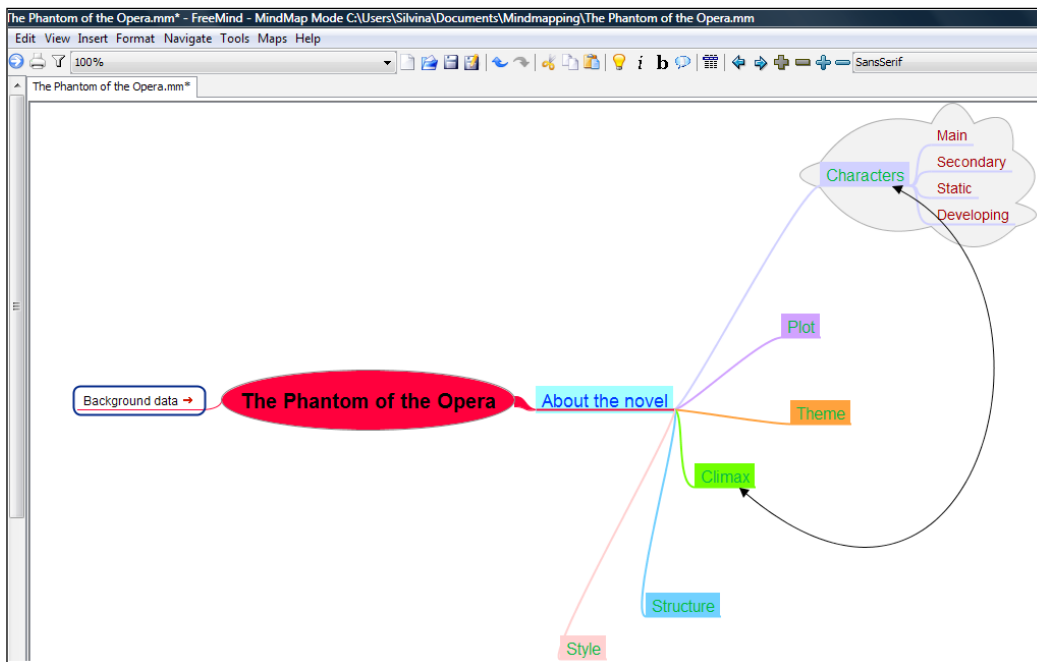 The Phantom of the Opera.mm* - FreeMind - MindMap Mode C:\Users\Silvina\Documents\Mindmapping\The Phantom of the Opera.mm
Edit View Insert Format Navigate Tools Maps Help
100%
i b
SansSerif
The Phantom of the Opera.mm*
Main
Secondary
Characters
Static
Developing
Plot
Background data
The Phantom of the Opera
About the novel
Theme
Climax
Structure
Style